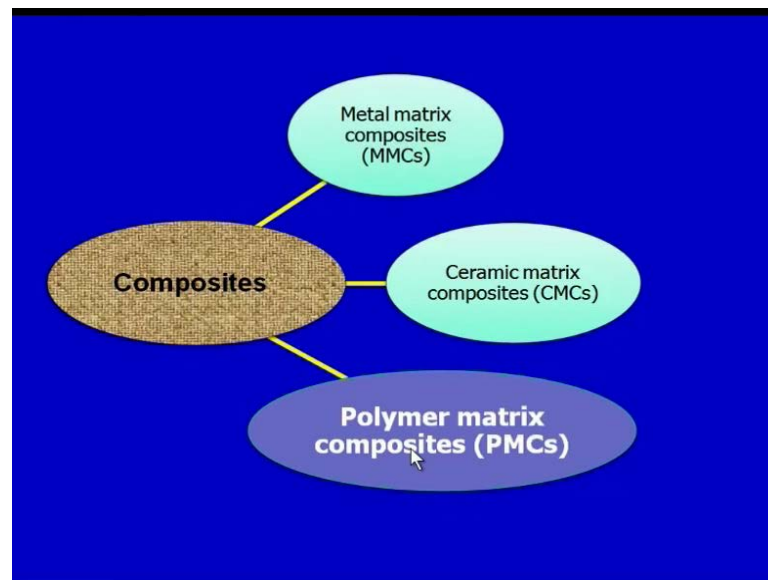 Metal matrix
composites
(MMCs)
Composites
Ceramic matrix
composites (CMCs)
Polymer matrix
composites (PMCs)